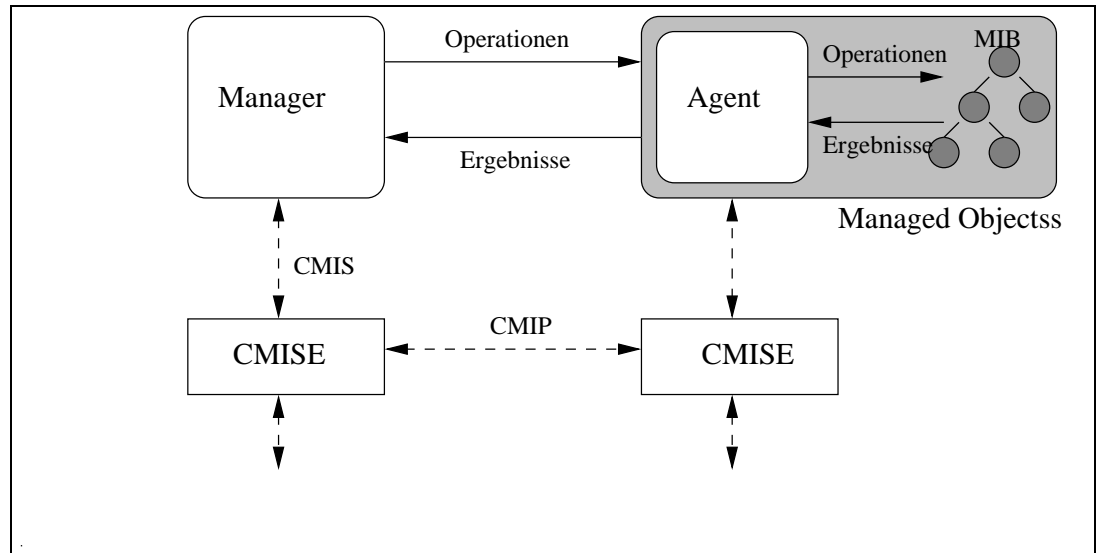 Operationen
MIB
Operationen
Manager
Agent
Ergebnisse
Ergebnisse
Managed Objectss
CMIS
CMIP
CMISE
CMISE